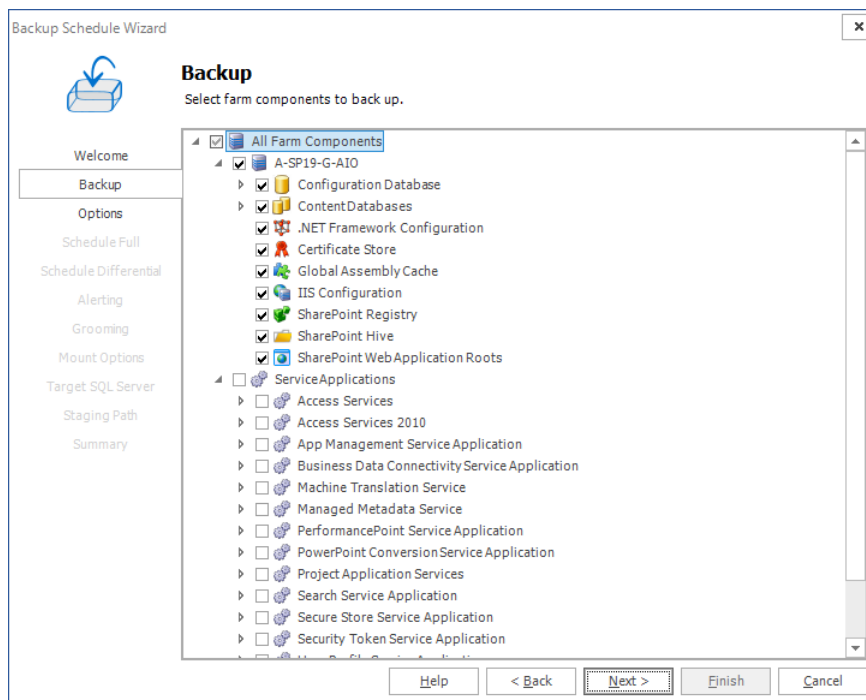 Backup Schedule Wizard
Backup
Select farm components to back up.
Welcome
Backup
Options
Schedule Full
Schedule Differential
Alerting
Grooming
Mount Options
Target SQL Server
Staging Path
Summary
All Farm Components
A-SP19-G-AIO
Configuration Database
Content Databases
.NET Framework Configuration
Certificate Store
Global Assembly Cache
IIS Configuration
SharePoint Registry
SharePoint Hive
SharePoint Web Application Roots
Service Applications
Access Services
Access Services 2010
App Management Service Application
Business Data Connectivity Service Application
Machine Translation Service
Managed Metadata Service
PerformancePoint Service Application
PowerPoint Conversion Service Application
Project Application Services
Search Service Application
Secure Store Service Application
Security Token Service Application
Help
< Back
Next >
Finish
Cancel